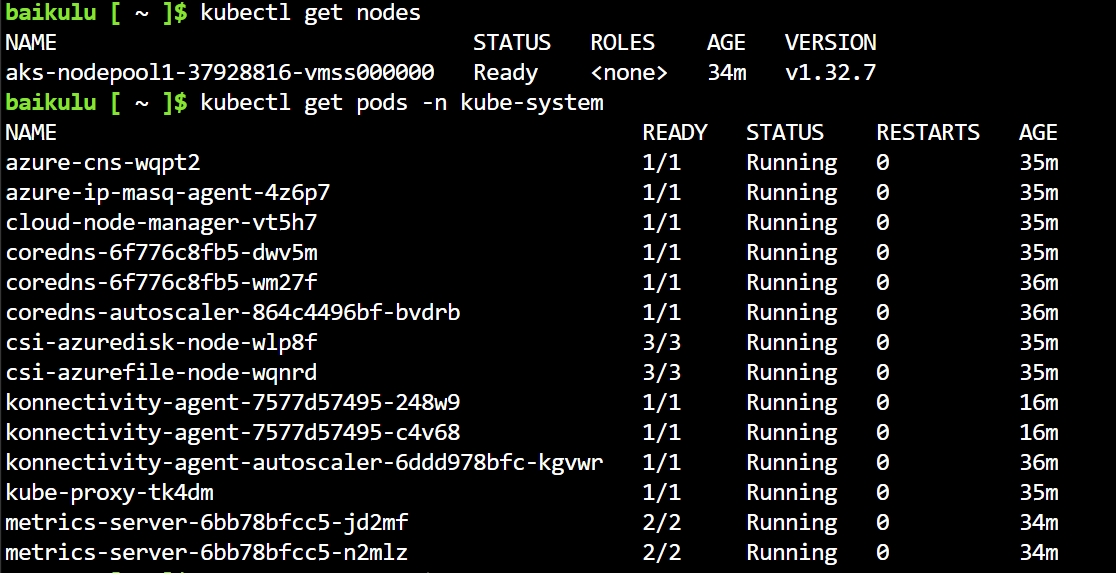 baikulu [ ~ ]$ kubectl get nodes
NAME                                STATUS   ROLES    AGE   VERSION
aks-nodepool1-37928816-vmss000000   Ready    <none>   34m   v1.32.7
baikulu [ ~ ]$ kubectl get pods -n kube-system
NAME                                             READY   STATUS    RESTARTS   AGE
azure-cns-wqpt2                                  1/1     Running   0          35m
azure-ip-masq-agent-4z6p7                        1/1     Running   0          35m
cloud-node-manager-vt5h7                         1/1     Running   0          35m
coredns-6f776c8fb5-dwv5m                         1/1     Running   0          35m
coredns-6f776c8fb5-wm27f                         1/1     Running   0          36m
coredns-autoscaler-864c4496bf-bvdrb              1/1     Running   0          36m
csi-azuredisk-node-wlp8f                         3/3     Running   0          35m
csi-azurefile-node-wqnrd                         3/3     Running   0          35m
konnectivity-agent-7577d57495-248w9              1/1     Running   0          16m
konnectivity-agent-7577d57495-c4v68              1/1     Running   0          16m
konnectivity-agent-autoscaler-6ddd978bfc-kgvwr   1/1     Running   0          36m
kube-proxy-tk4dm                                 1/1     Running   0          35m
metrics-server-6bb78bfcc5-jd2mf                  2/2     Running   0          34m
metrics-server-6bb78bfcc5-n2mlz                  2/2     Running   0          34m